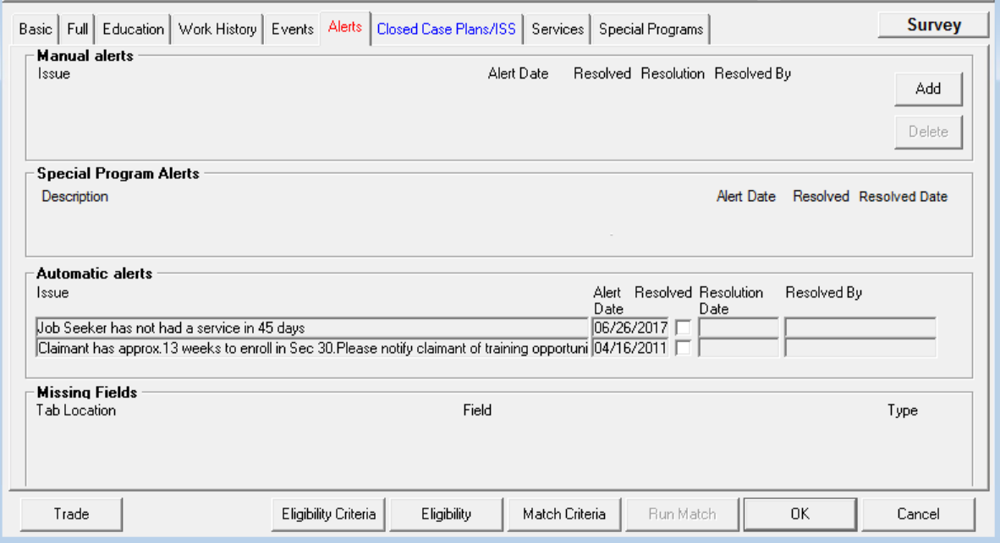 Basic Full Education Work History Events Alerts Closed Case Plans/ISS Services Special Programs Survey
Manual alerts
Issue Alert Date Resolved Resolution Resolved By
Add
Delete
Special Program Alerts
Description Alert Date Resolved Resolved Date
Automatic alerts
Issue Alert Date Resolved Resolution Date Resolved By
Job Seeker has not had a service in 45 days 06/26/2017
Claimant has approx.13 weeks to enroll in Sec 30.Please notify claimant of training opportuni 04/16/2011
Missing Fields
Tab Location Field Type
Trade Eligibility Criteria Eligibility Match Criteria Run Match OK Cancel